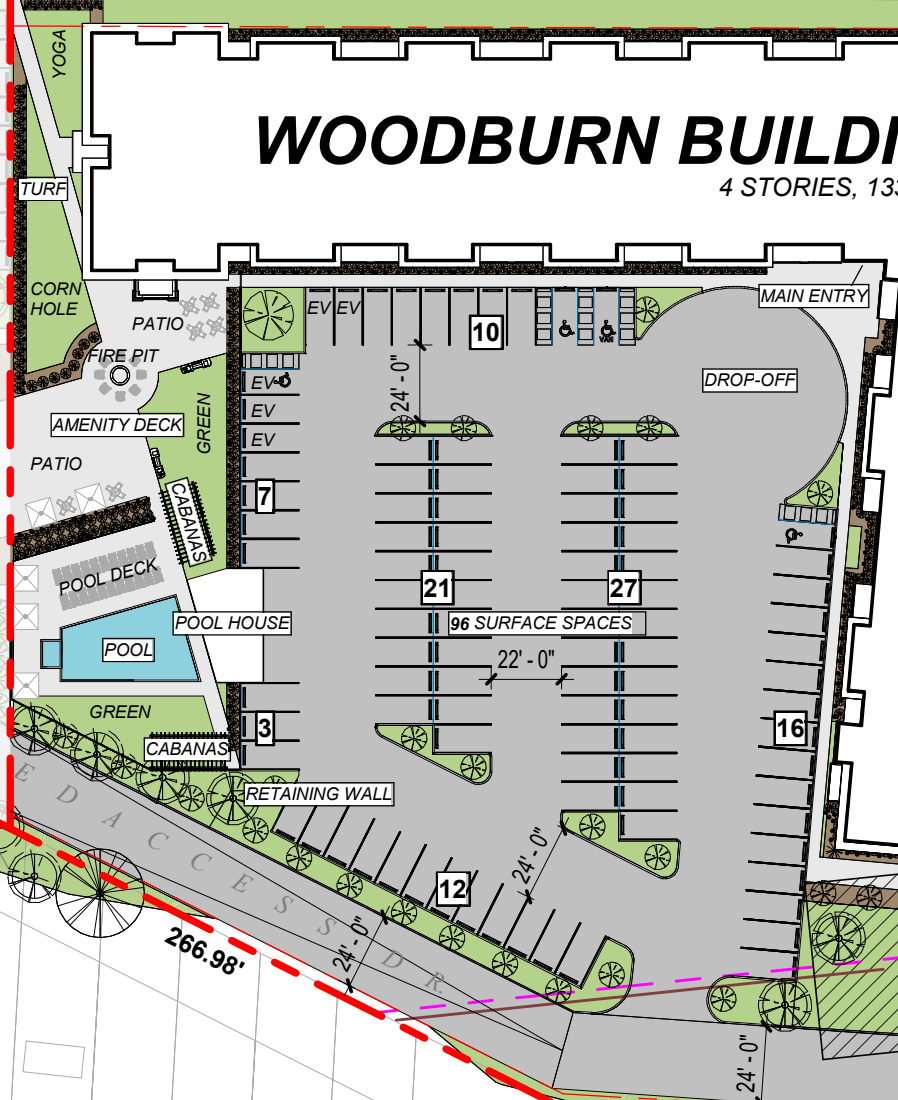 YOGA
WOODBURN BUILDI
4 STORIES, 133
TURF
CORN
HOLE
PATIO
EV
EV
10
VAN
MAIN ENTRY
FIRE PIT
EV
EV
EV
24' - 0"
DROP-OFF
AMENITY DECK
GREEN
PATIO
7
CABANAS
POOL DECK
21
27
POOL HOUSE
96 SURFACE SPACES
POOL
22' - 0"
GREEN
3
16
CABANAS
RETAINING WALL
E D A C C E S S D R.
12
24' - 0"
24' - 0"
266.98'
24' - 0"